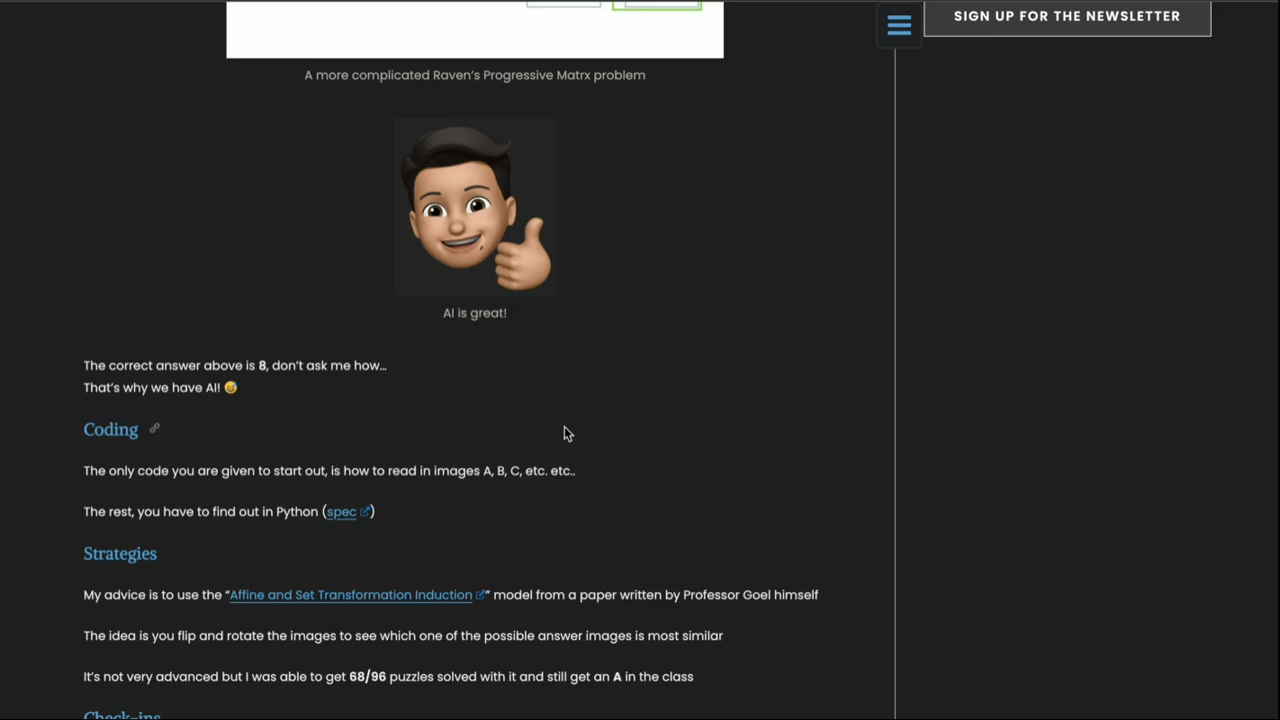 SIGN UP FOR THE NEWSLETTER
A more complicated Raven's Progressive Matrx problem
AI is great!
The correct answer above is 8, don't ask me how…
That's why we have AI! 😅
Coding
The only code you are given to start out, is how to read in images A, B, C, etc. etc..
The rest, you have to find out in Python (spec)
Strategies
My advice is to use the “Affine and Set Transformation Induction” model from a paper written by Professor Goel himself
The idea is you flip and rotate the images to see which one of the possible answer images is most similar
It's not very advanced but I was able to get 68/96 puzzles solved with it and still get an A in the class
Check-ins